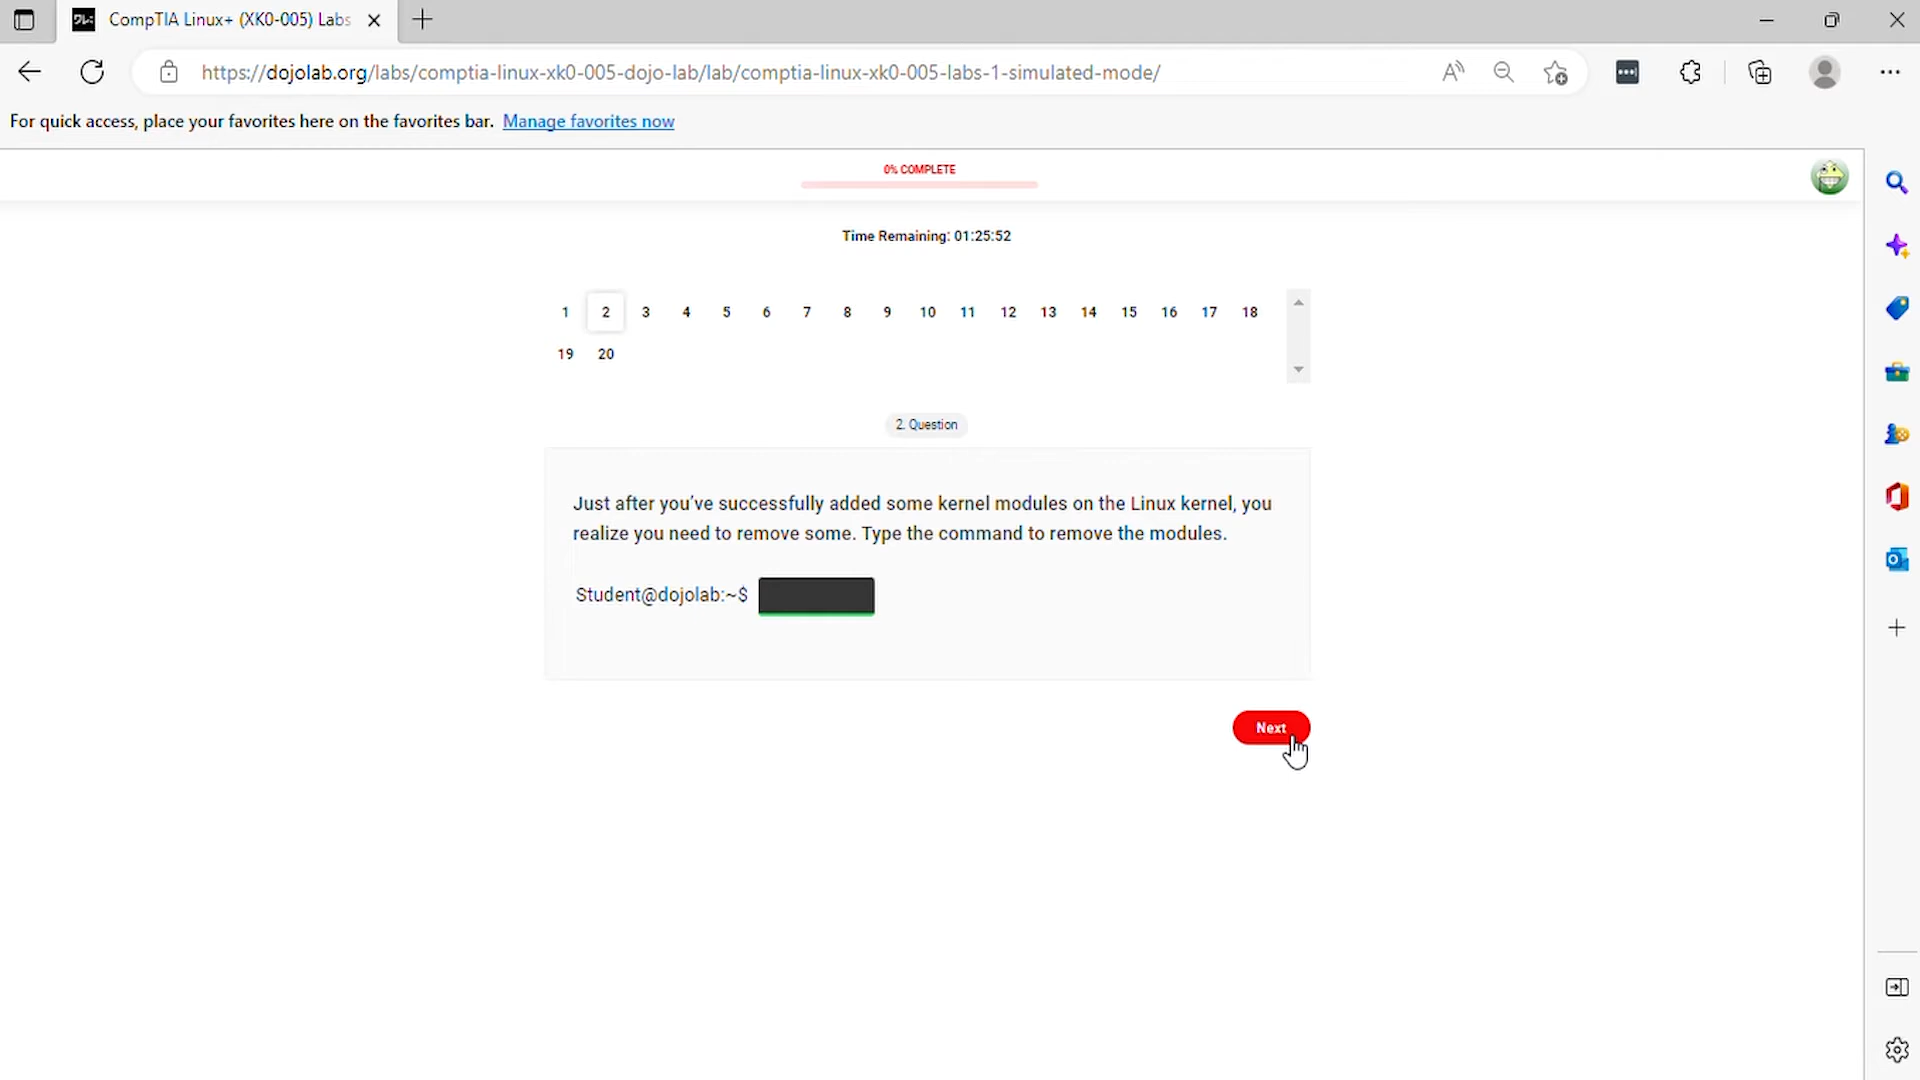 CompTIA Linux+ (XK0-005) Labs
https://dojolab.org/labs/comptia-linux-xk0-005-dojo-lab/lab/comptia-linux-xk0-005-labs-1-simulated-mode/
For quick access, place your favorites here on the favorites bar. Manage favorites now
0% COMPLETE
Time Remaining: 01:25:52
1 2 3 4 5 6 7 8 9 10 11 12 13 14 15 16 17 18
19 20
2. Question
Just after you've successfully added some kernel modules on the Linux kernel, you
realize you need to remove some. Type the command to remove the modules.
Student@dojolab:~$
Next